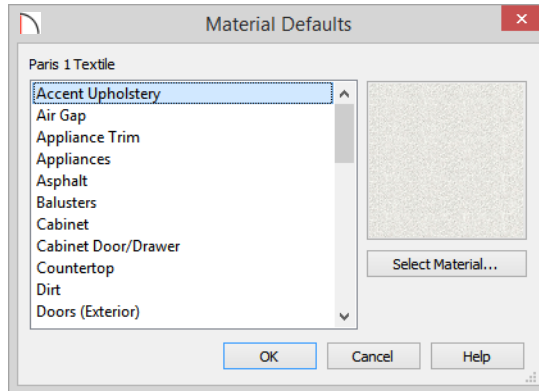 Material Defaults
Paris 1 Textile
Accent Upholstery
Air Gap
Appliance Trim
Appliances
Asphalt
Balusters
Cabinet
Cabinet Door/Drawer
Countertop
Dirt
Doors (Exterior)
Select Material...
OK Cancel Help